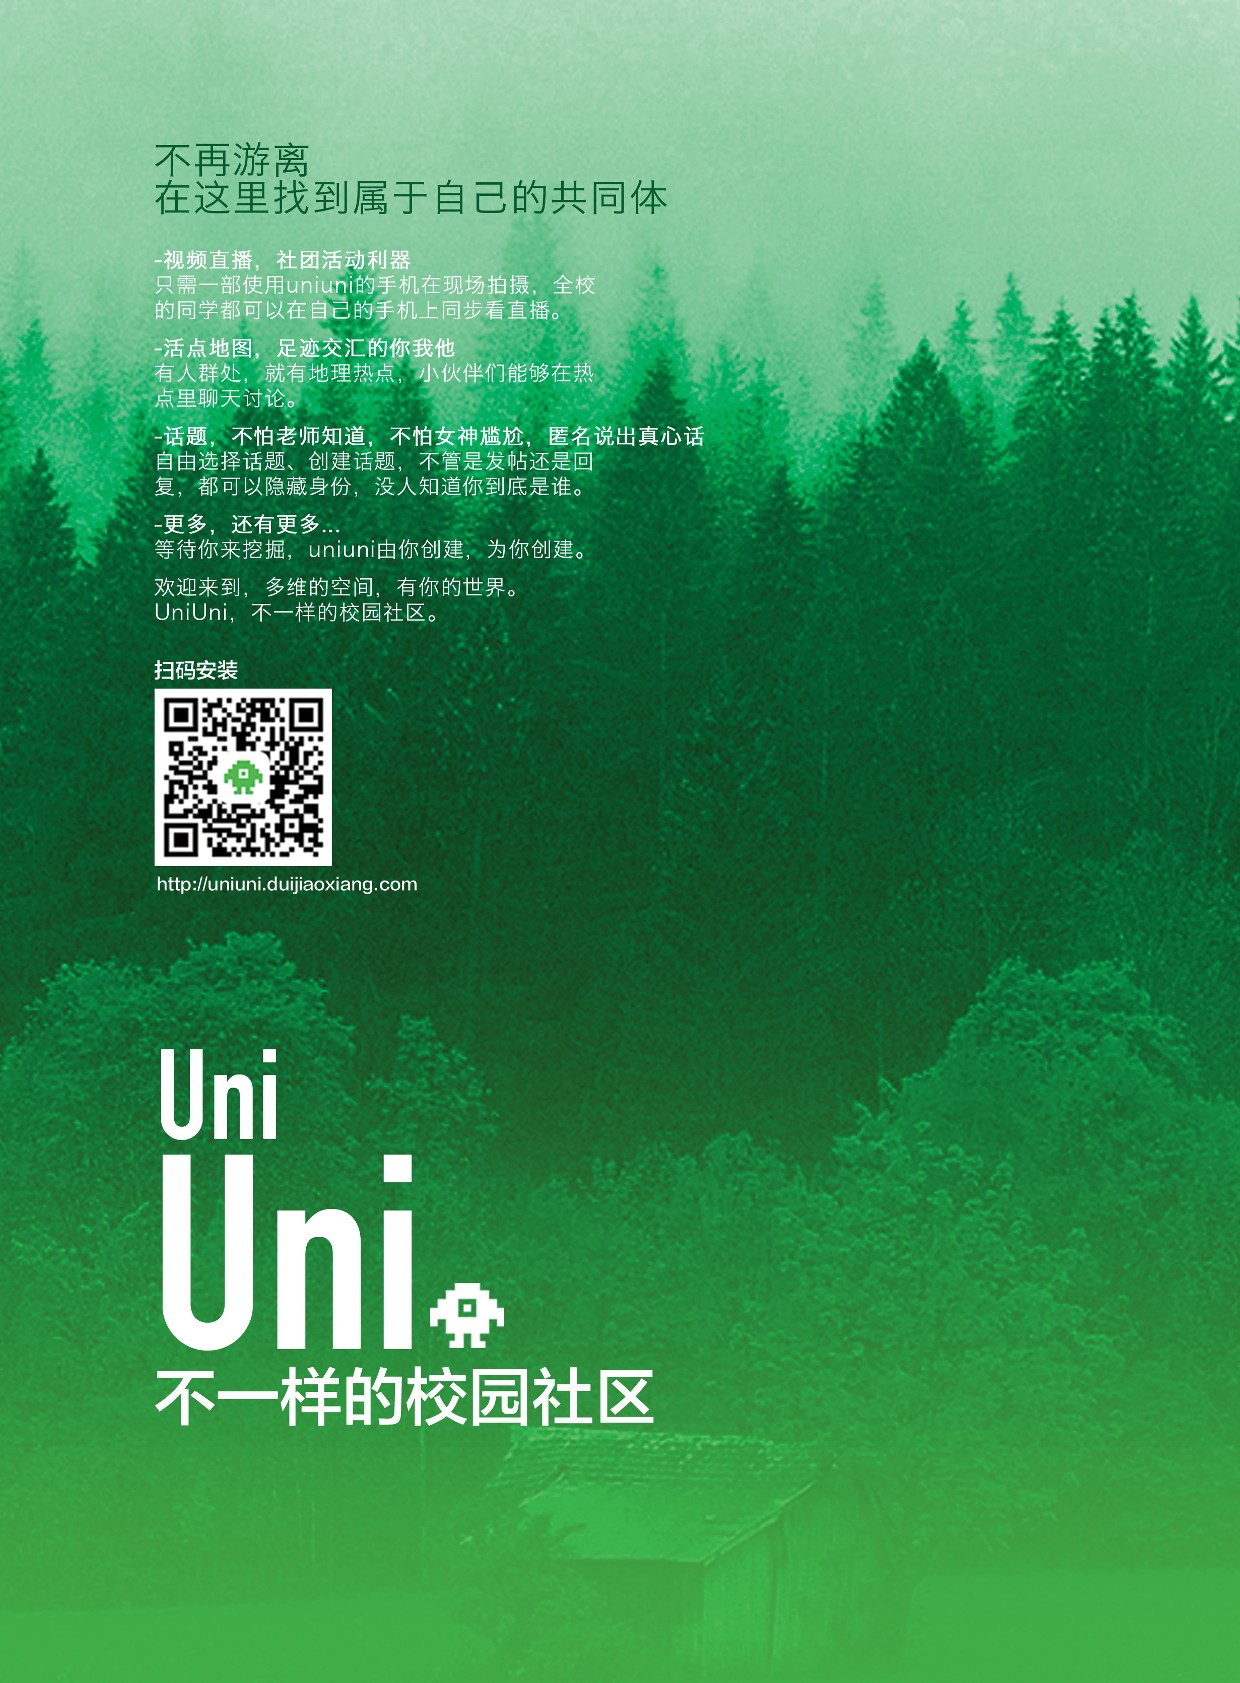 不再游离
在这里找到属于自己的共同体
-视频直播，社团活动利器
只需一部使用uniuni的手机在现场拍摄，全校
的同学都可以在自己的手机上同步看直播。
-活点地图，足迹交汇的你我他
有人群处，就有地理热点，小伙伴们能够在热
点里聊天讨论。
-话题，不怕老师知道，不怕女神尴尬，匿名说出真心话
自由选择话题、创建话题，不管是发帖还是回
复，都可以隐藏身份，没人知道你到底是谁。
-更多，还有更多...
等待你来挖掘，uniuni由你创建，为你创建。
欢迎来到，多维的空间，有你的世界。
UniUni，不一样的校园社区。
扫码安装
http://uniuni.duijiaoxiang.com
Uni
Uni
不一样的校园社区